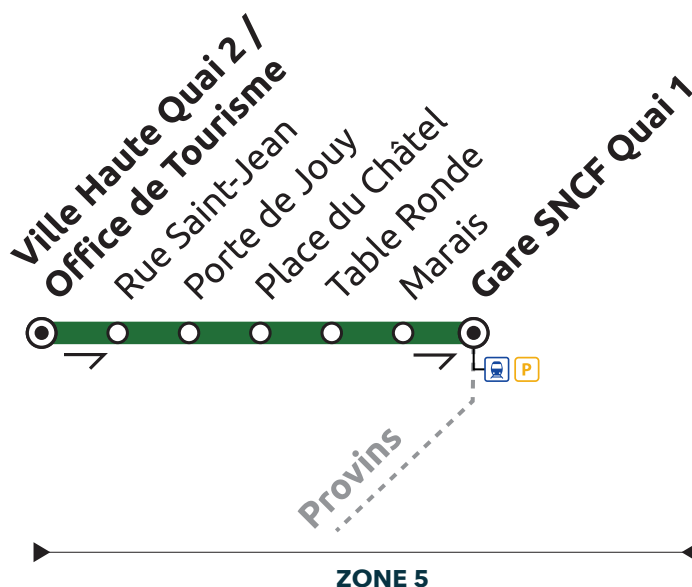 Ville Haute Quai 2 /
Office de Tourisme
Rue Saint-Jean
Porte de Jouy
Place du Châtel
Table Ronde
Marais
Gare SNCF Quai 1
P
Provins
ZONE 5